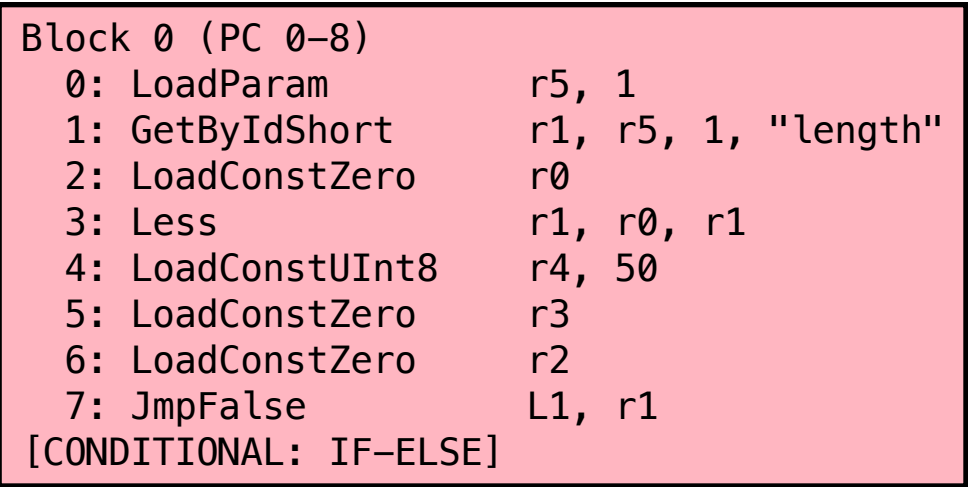 Block 0 (PC 0–8)
0: LoadParam r5, 1
1: GetByIdShort r1, r5, 1, "length"
2: LoadConstZero r0
3: Less r1, r0, r1
4: LoadConstUInt8 r4, 50
5: LoadConstZero r3
6: LoadConstZero r2
7: JmpFalse L1, r1
[CONDITIONAL: IF–ELSE]